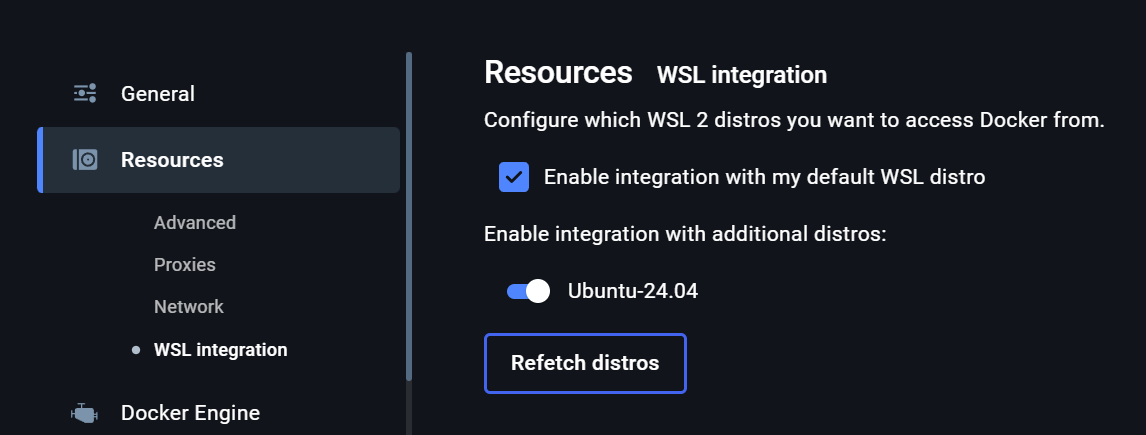 General
Resources
Advanced
Proxies
Network
WSL integration
Docker Engine
Resources WSL integration
Configure which WSL 2 distros you want to access Docker from.
Enable integration with my default WSL distro
Enable integration with additional distros:
Ubuntu-24.04
Refetch distros